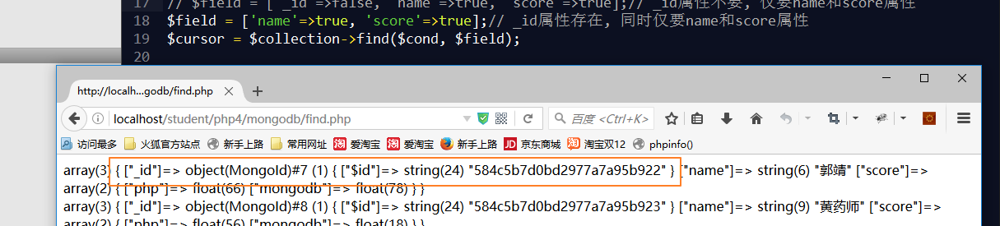 17 // $field = ['_id'=>false, 'name'=>true, 'score'=>true];// _id属性不要, 仅要name和score属性
18 $field = ['name'=>true, 'score'=>true];// _id属性存在, 同时仅要name和score属性
19 $cursor = $collection->find($cond, $field);
20
http://localh...godb/find.php
localhost/student/php4/mongodb/find.php
百度 <Ctrl+K>
访问最多 火狐官方站点 新手上路 常用网址 淘 爱淘宝 淘 爱淘宝 新手上路 JD 京东商城 淘 淘宝双12 phpinfo()
array(3) { ["_id"]=> object(MongoId)#7 (1) { ["$id"]=> string(24) "584c5b7d0bd2977a7a95b922" } ["name"]=> string(6) "郭靖" ["score"]=>
array(2) { ["php"]=> float(66) ["mongodb"]=> float(78) } }
array(3) { ["_id"]=> object(MongoId)#8 (1) { ["$id"]=> string(24) "584c5b7d0bd2977a7a95b923" } ["name"]=> string(9) "黄药师" ["score"]=>
array(2) { ["php"]=> float(56) ["mongodb"]=> float(18) } }